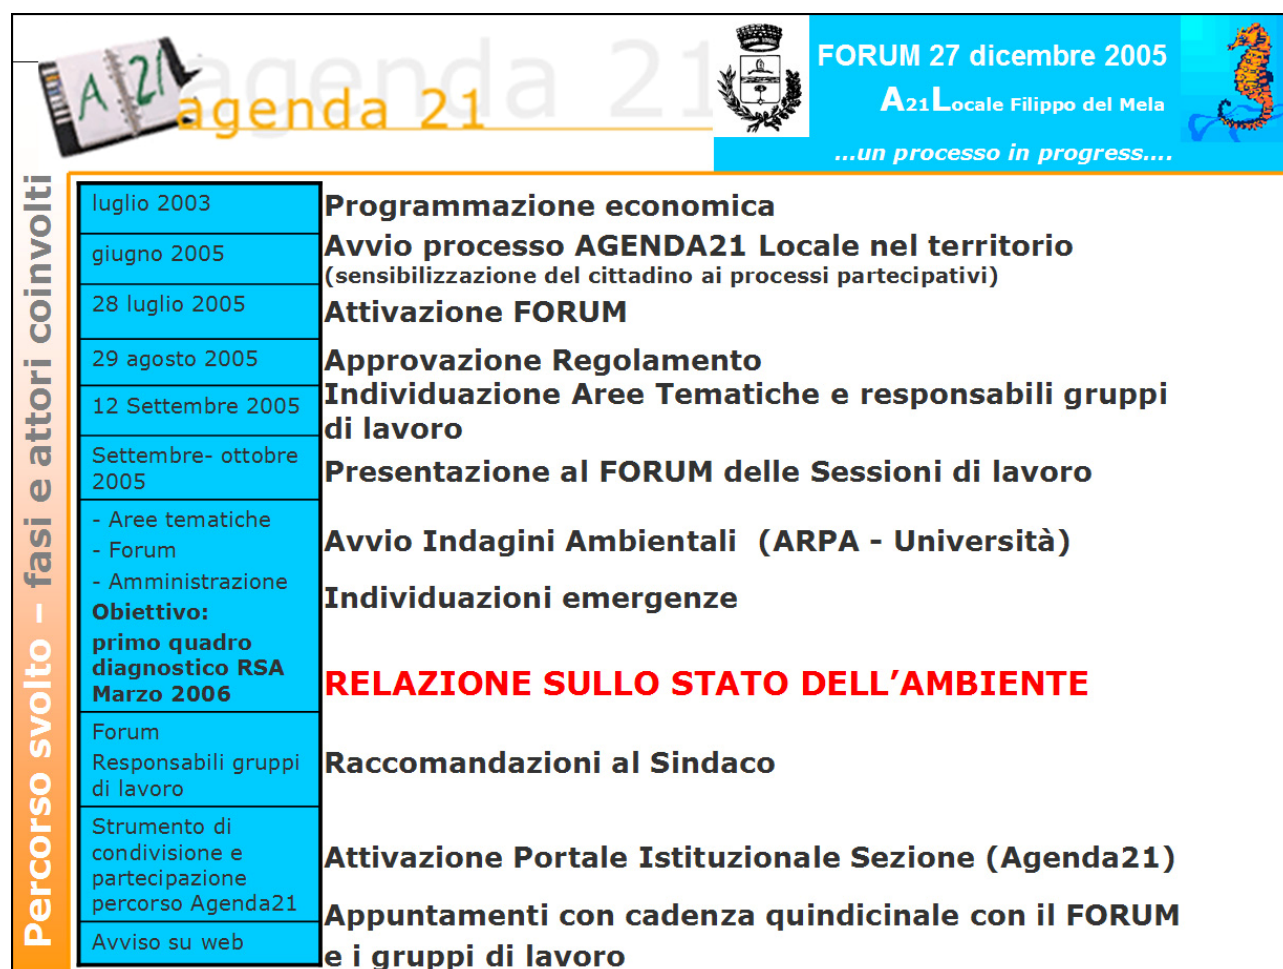 A 21
agenda 21
agenda 21
FORUM 27 dicembre 2005
A21Locale Filippo del Mela
...un processo in progress....
Percorso svolto – fasi e attori coinvolti
luglio 2003
Programmazione economica
giugno 2005
Avvio processo AGENDA21 Locale nel territorio
(sensibilizzazione del cittadino ai processi partecipativi)
28 luglio 2005
Attivazione FORUM
29 agosto 2005
Approvazione Regolamento
12 Settembre 2005
Individuazione Aree Tematiche e responsabili gruppi
di lavoro
Settembre- ottobre
2005
Presentazione al FORUM delle Sessioni di lavoro
- Aree tematiche
- Forum
- Amministrazione
Obiettivo:
primo quadro
diagnostico RSA
Marzo 2006
Avvio Indagini Ambientali  (ARPA - Università)
Individuazioni emergenze
RELAZIONE SULLO STATO DELL’AMBIENTE
Forum
Responsabili gruppi
di lavoro
Raccomandazioni al Sindaco
Strumento di
condivisione e
partecipazione
percorso Agenda21
Attivazione Portale Istituzionale Sezione (Agenda21)
Avviso su web
Appuntamenti con cadenza quindicinale con il FORUM
e i gruppi di lavoro